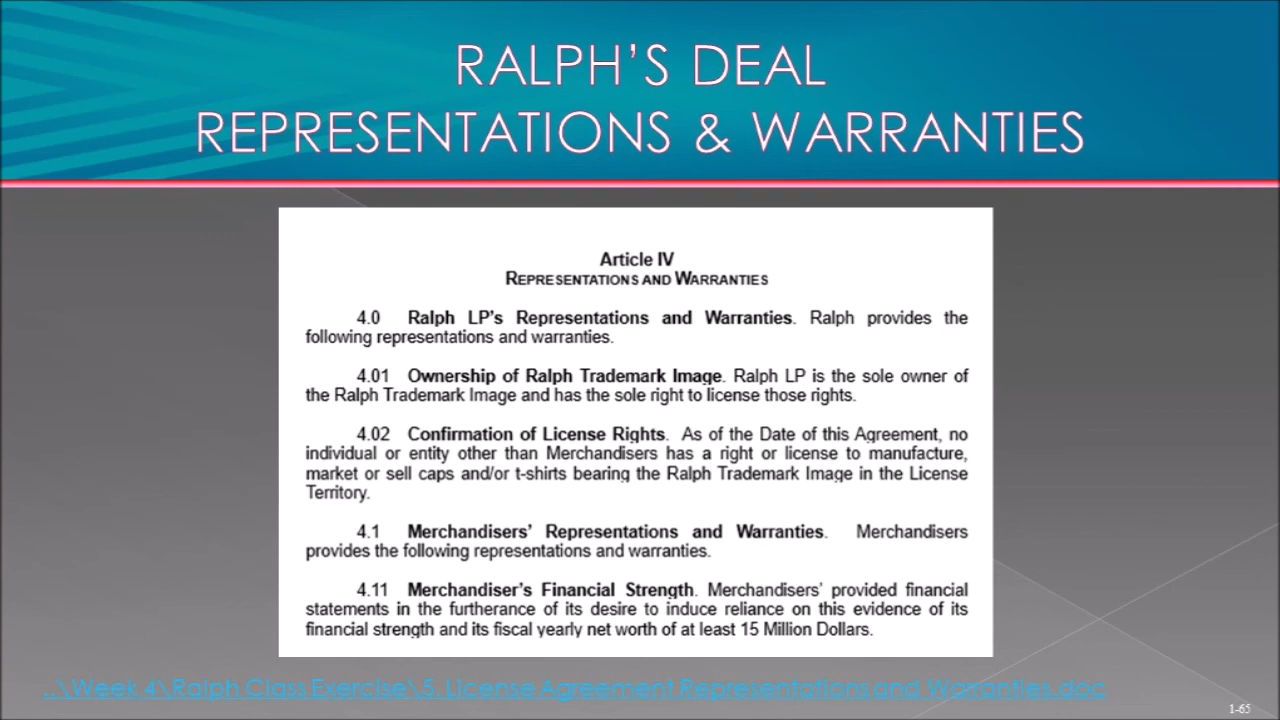 RALPH'S DEAL
REPRESENTATIONS & WARRANTIES
Article IV
REPRESENTATIONS AND WARRANTIES
4.0 Ralph LP's Representations and Warranties. Ralph provides the
following representations and warranties.
4.01 Ownership of Ralph Trademark Image. Ralph LP is the sole owner of
the Ralph Trademark Image and has the sole right to license those rights.
4.02 Confirmation of License Rights. As of the Date of this Agreement, no
individual or entity other than Merchandisers has a right or license to manufacture,
market or sell caps and/or t-shirts bearing the Ralph Trademark Image in the License
Territory.
4.1 Merchandisers' Representations and Warranties. Merchandisers
provides the following representations and warranties.
4.11 Merchandiser's Financial Strength. Merchandisers' provided financial
statements in the furtherance of its desire to induce reliance on this evidence of its
financial strength and its fiscal yearly net worth of at least 15 Million Dollars.
..\Week 4\Ralph Class Exercise\5. License Agreement Representations and Warranties.doc
1-65